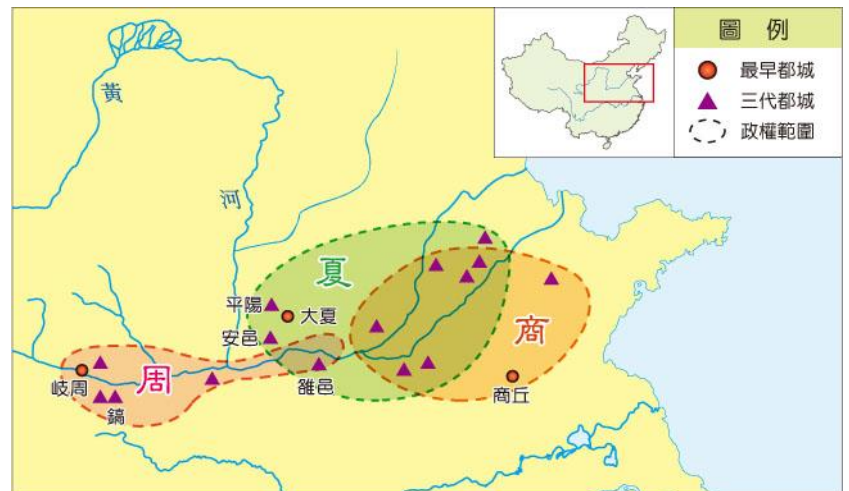 圖 例
最早都城
三代都城
政權範圍
黃
河
夏
平陽
大夏
安邑
商
周
岐周
鎬
雒邑
商丘